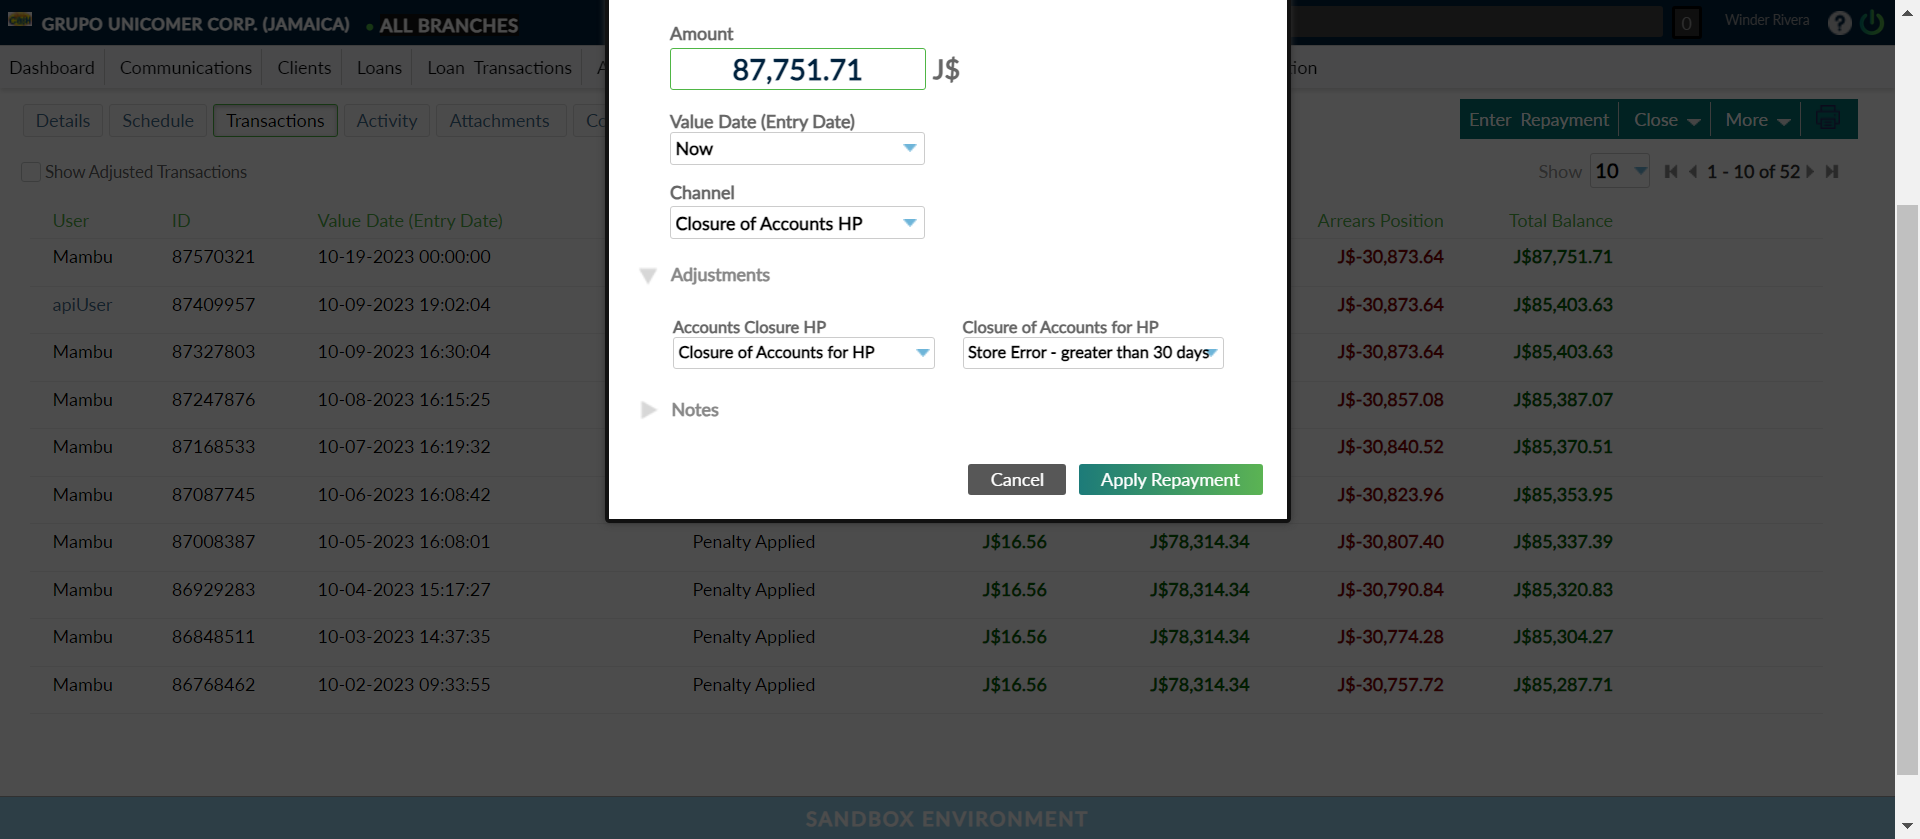 GRUPO UNICOMER CORP. (JAMAICA) • ALL BRANCHES 0 Winder Rivera ?
Dashboard Communications Clients Loans Loan Transactions
Details Schedule Transactions Activity Attachments
Enter Repayment Close More
Show Adjusted Transactions
Show 10 1 - 10 of 52
Amount
87,751.71 J$
Value Date (Entry Date)
Now
Channel
Closure of Accounts HP
Adjustments
Accounts Closure HP Closure of Accounts for HP
Closure of Accounts for HP Store Error - greater than 30 days
Notes
Cancel Apply Repayment
User ID Value Date (Entry Date) Arrears Position Total Balance
Mambu 87570321 10-19-2023 00:00:00 J$-30,873.64 J$87,751.71
apiUser 87409957 10-09-2023 19:02:04 J$-30,873.64 J$85,403.63
Mambu 87327803 10-09-2023 16:30:04 J$-30,873.64 J$85,403.63
Mambu 87247876 10-08-2023 16:15:25 J$-30,857.08 J$85,387.07
Mambu 87168533 10-07-2023 16:19:32 J$-30,840.52 J$85,370.51
Mambu 87087745 10-06-2023 16:08:42 J$-30,823.96 J$85,353.95
Mambu 87008387 10-05-2023 16:08:01 Penalty Applied J$16.56 J$78,314.34 J$-30,807.40 J$85,337.39
Mambu 86929283 10-04-2023 15:17:27 Penalty Applied J$16.56 J$78,314.34 J$-30,790.84 J$85,320.83
Mambu 86848511 10-03-2023 14:37:35 Penalty Applied J$16.56 J$78,314.34 J$-30,774.28 J$85,304.27
Mambu 86768462 10-02-2023 09:33:55 Penalty Applied J$16.56 J$78,314.34 J$-30,757.72 J$85,287.71
SANDBOX ENVIRONMENT